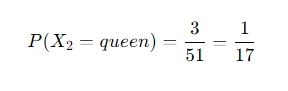 P(X₂ = queen) = 3/51 = 1/17